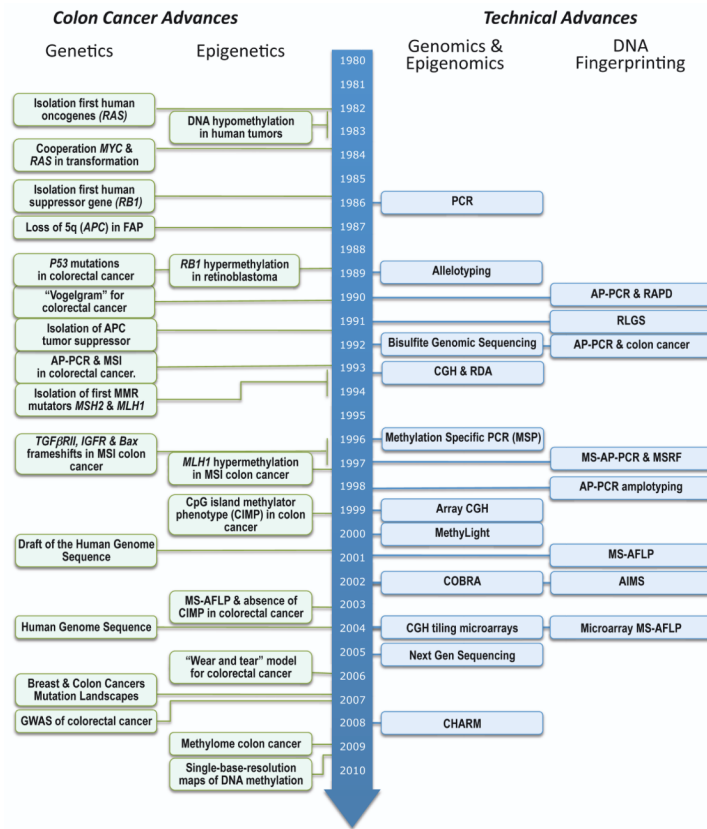 Colon Cancer Advances
Technical Advances
Genetics
Epigenetics
Genomics &
Epigenomics
DNA
Fingerprinting
1980
1981
1982
1983
1984
1985
1986
1987
1988
1989
1990
1991
1992
1993
1994
1995
1996
1997
1998
1999
2000
2001
2002
2003
2004
2005
2006
2007
2008
2009
2010
Isolation first human
oncogenes (RAS)
Cooperation MYC &
RAS in transformation
Isolation first human
suppressor gene (RB1)
Loss of 5q (APC) in FAP
P53 mutations
in colorectal cancer
“Vogelgram” for
colorectal cancer
Isolation of APC
tumor suppressor
AP-PCR & MSI
in colorectal cancer.
Isolation of first MMR
mutators MSH2 & MLH1
TGFβRII, IGFR & Bax
frameshifts in MSI colon
cancer
Draft of the Human Genome
Sequence
Human Genome Sequence
Breast & Colon Cancers
Mutation Landscapes
GWAS of colorectal cancer
DNA hypomethylation
in human tumors
RB1 hypermethylation
in retinoblastoma
MLH1 hypermethylation
in MSI colon cancer
CpG island methylator
phenotype (CIMP) in colon
cancer
MS-AFLP & absence of
CIMP in colorectal cancer
“Wear and tear” model
for colorectal cancer
Methylome colon cancer
Single-base-resolution
maps of DNA methylation
PCR
Allelotyping
Bisulfite Genomic Sequencing
CGH & RDA
Methylation Specific PCR (MSP)
Array CGH
MethyLight
COBRA
CGH tiling microarrays
Next Gen Sequencing
CHARM
AP-PCR & RAPD
RLGS
AP-PCR & colon cancer
MS-AP-PCR & MSRF
AP-PCR amplotyping
MS-AFLP
AIMS
Microarray MS-AFLP